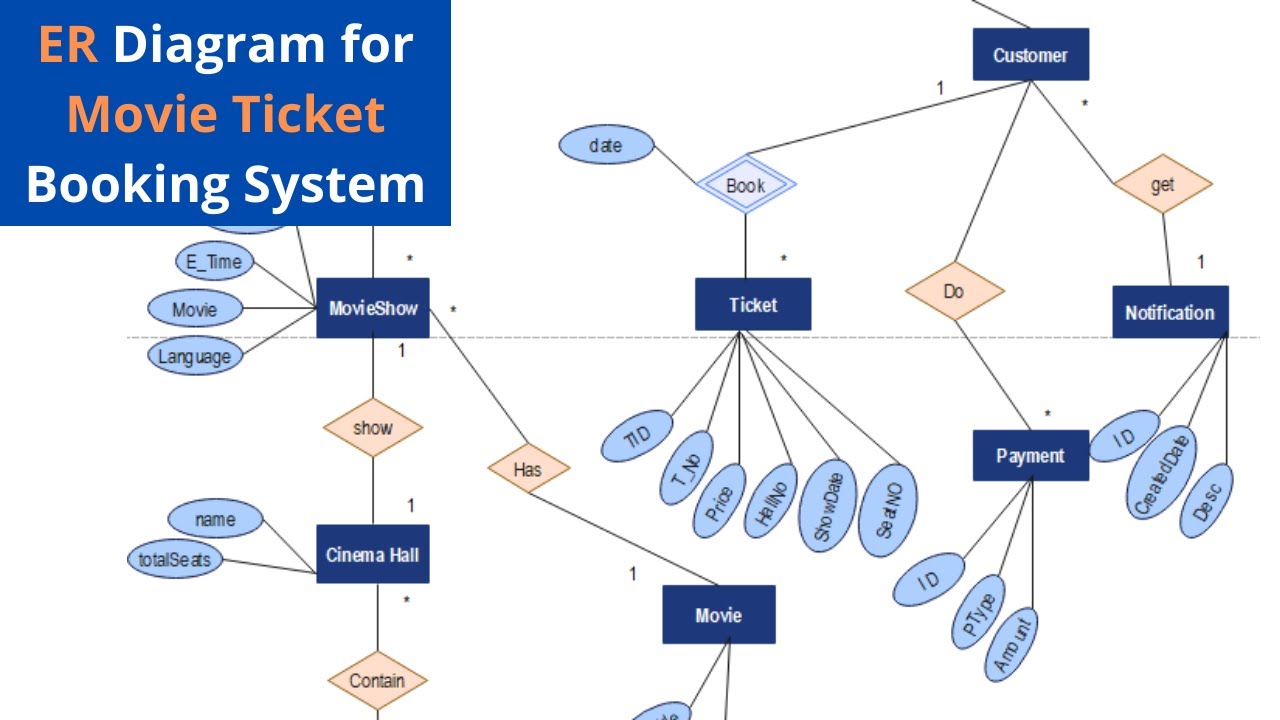 ER Diagram for
Movie Ticket
Booking System
Customer
1
*
date
Book
get
E_Time
*
*
1
Movie
MovieShow
*
Ticket
Do
Notification
Language
1
show
TID
T_No
Price
HallNo
ShowDate
SeatNO
*
Payment
ID
CreatedDate
Desc
Has
name
1
totalSeats
Cinema Hall
1
*
Movie
ID
PType
Amount
Contain